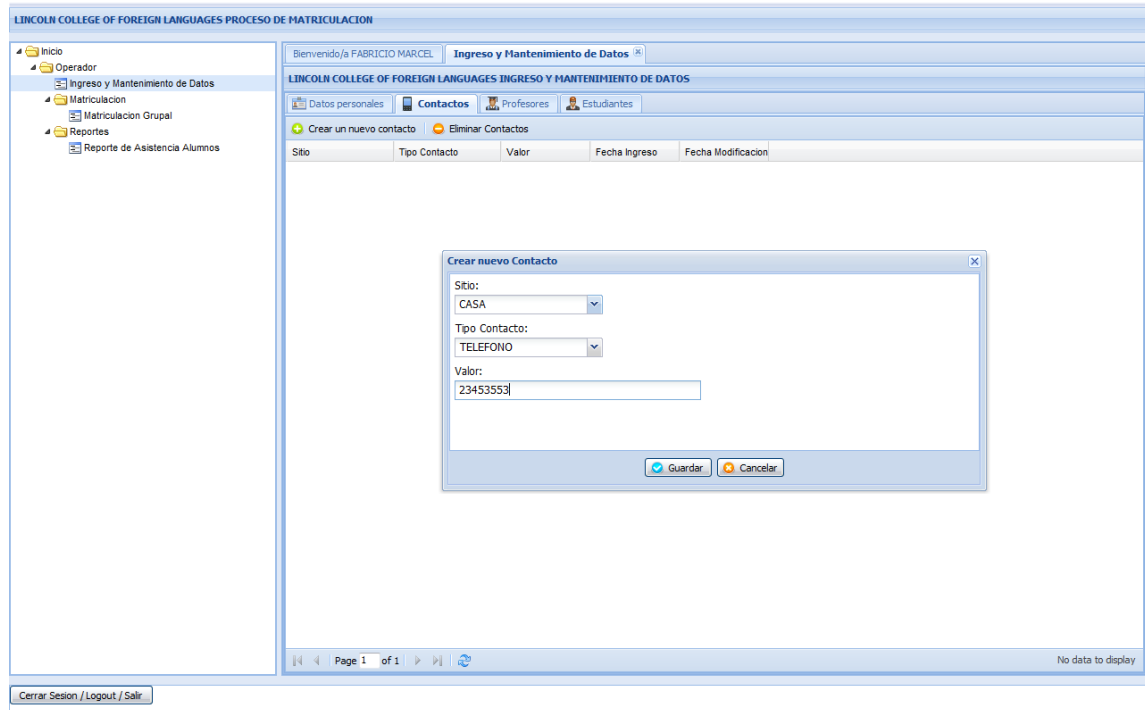 LINCOLN COLLEGE OF FOREIGN LANGUAGES PROCESO DE MATRICULACION
Inicio
Operador
Ingreso y Mantenimiento de Datos
Matriculacion
Matriculacion Grupal
Reportes
Reporte de Asistencia Alumnos
Bienvenido/a FABRICIO MARCEL Ingreso y Mantenimiento de Datos
LINCOLN COLLEGE OF FOREIGN LANGUAGES INGRESO Y MANTENIMIENTO DE DATOS
Datos personales Contactos Profesores Estudiantes
Crear un nuevo contacto Eliminar Contactos
Sitio Tipo Contacto Valor Fecha Ingreso Fecha Modificacion
Crear nuevo Contacto
Sitio:
CASA
Tipo Contacto:
TELEFONO
Valor:
23453553
Guardar Cancelar
Page 1 of 1 No data to display
Cerrar Sesion / Logout / Salir